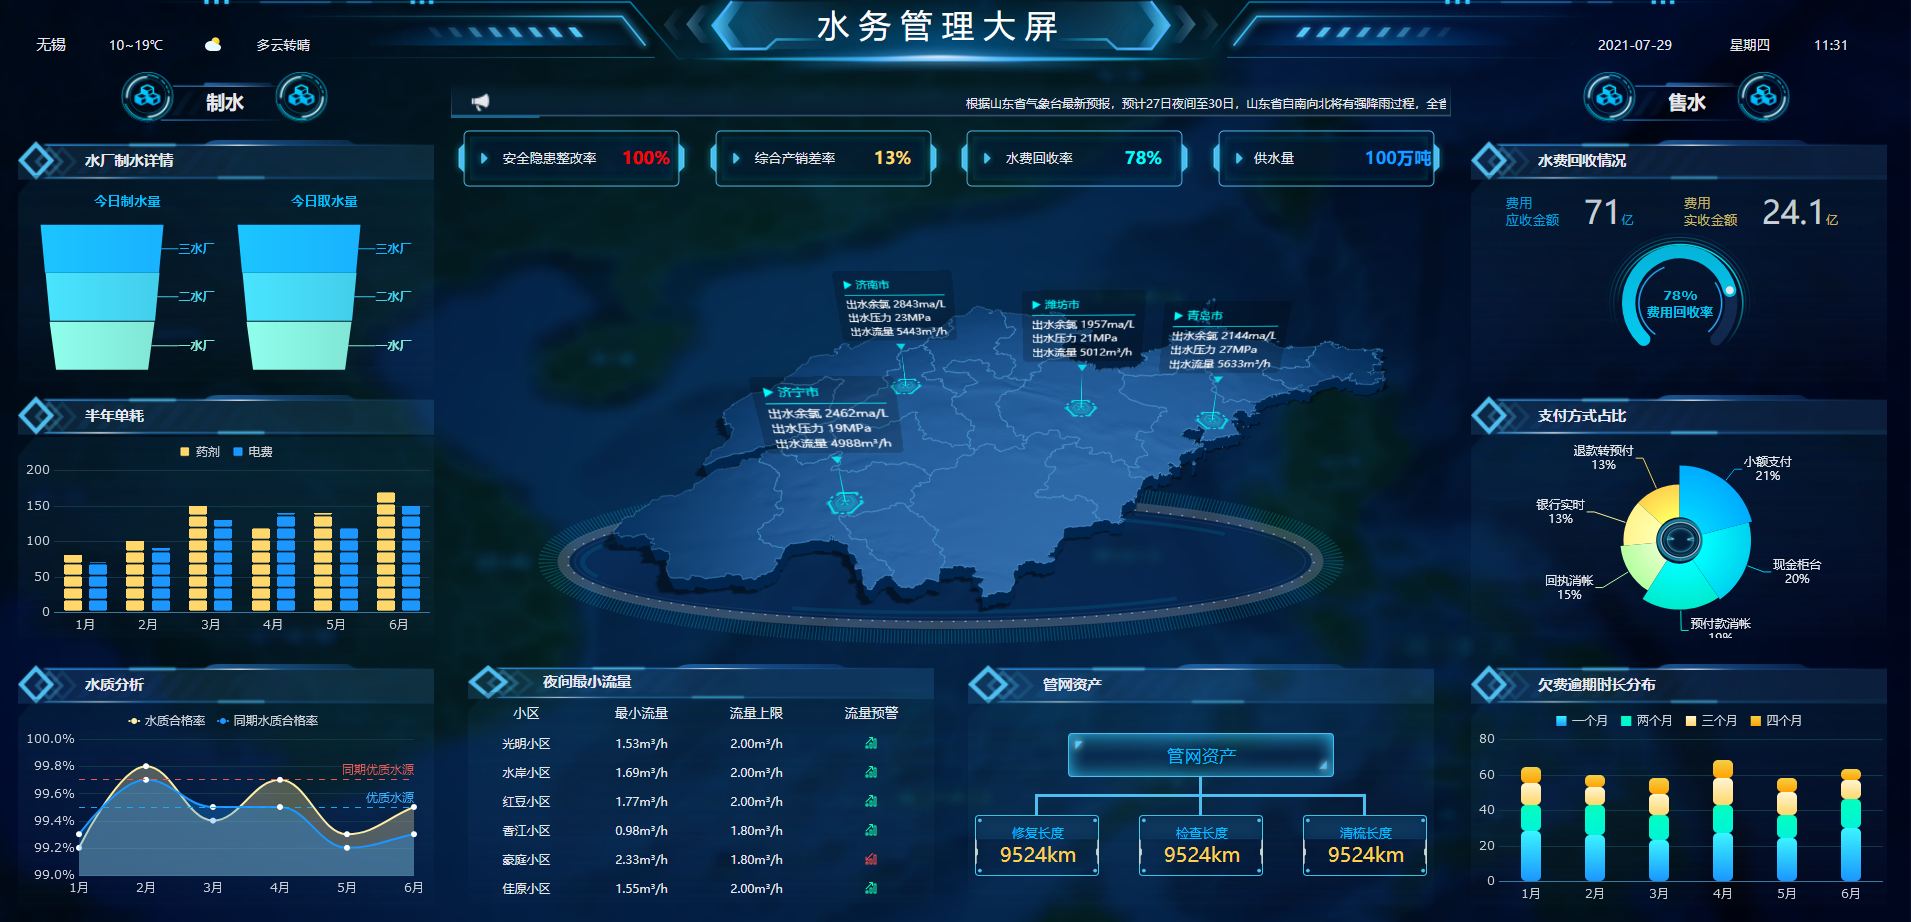 水务管理大屏
无锡 10~19℃ 多云转晴
2021-07-29 星期四 11:31
制水
根据山东省气象台最新预报，预计27日夜间至30日，山东省自南向北将有强降雨过程，全省
售水
安全隐患整改率 100%
综合产销差率 13%
水费回收率 78%
供水量 100万吨
水厂制水详情
今日制水量 今日取水量
三水厂 三水厂
二水厂 二水厂
一水厂 一水厂
半年单耗
药剂 电费
200
150
100
50
0
1月 2月 3月 4月 5月 6月
水质分析
水质合格率 同期水质合格率
100.0%
99.8%
99.6%
99.4%
99.2%
99.0%
同期优质水源
优质水源
1月 2月 3月 4月 5月 6月
济南市
出水余氯 2843ma/L
出水压力 23MPa
出水流量 5443m³/h
潍坊市
出水余氯 1957ma/L
出水压力 21MPa
出水流量 5012m³/h
青岛市
出水余氯 2144ma/L
出水压力 27MPa
出水流量 5633m³/h
济宁市
出水余氯 2462ma/L
出水压力 19MPa
出水流量 4988m³/h
夜间最小流量
小区 最小流量 流量上限 流量预警
光明小区 1.53m³/h 2.00m³/h
水岸小区 1.69m³/h 2.00m³/h
红豆小区 1.77m³/h 2.00m³/h
香江小区 0.98m³/h 1.80m³/h
豪庭小区 2.33m³/h 1.80m³/h
佳原小区 1.55m³/h 2.00m³/h
管网资产
管网资产
修复长度 检查长度 清梳长度
9524km 9524km 9524km
水费回收情况
费用
应收金额 71亿
费用
实收金额 24.1亿
78%
费用回收率
支付方式占比
退款转预付
13%
小额支付
21%
银行实时
13%
现金柜台
20%
回执消帐
15%
预付款消帐
19%
欠费逾期时长分布
一个月 两个月 三个月 四个月
80
60
40
20
0
1月 2月 3月 4月 5月 6月